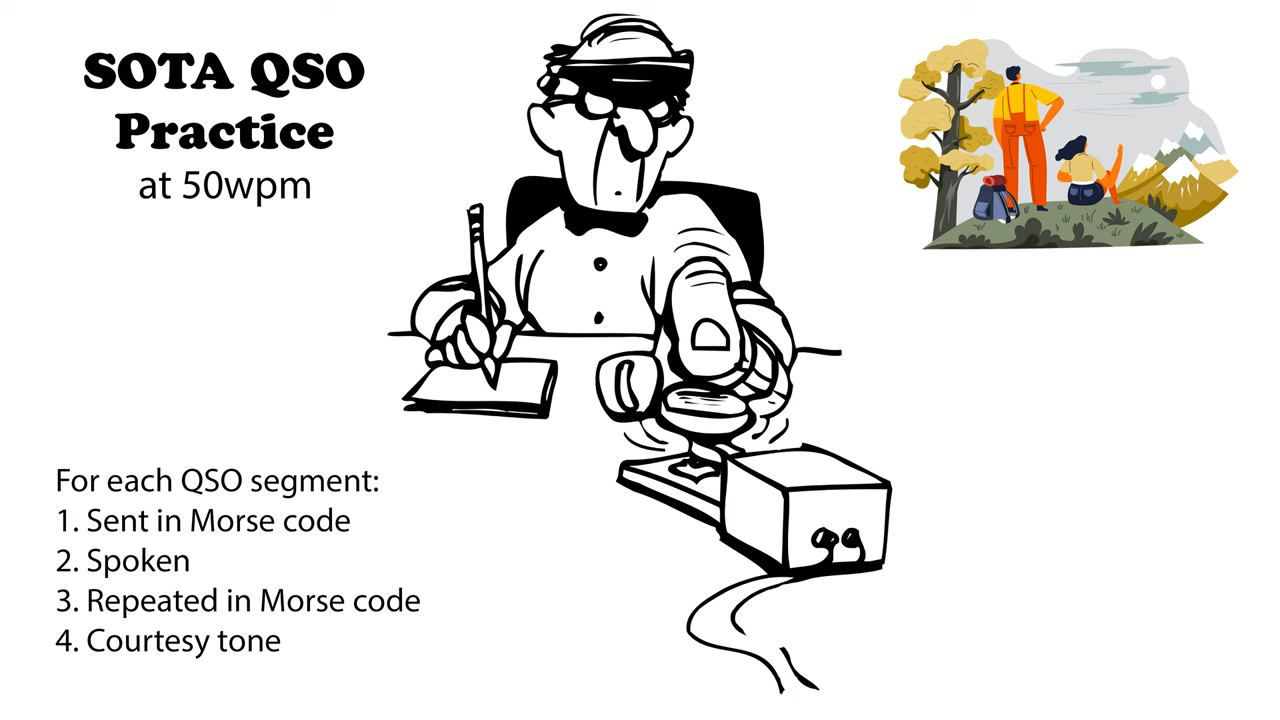 SOTA QSO
Practice
at 50wpm
For each QSO segment:
1. Sent in Morse code
2. Spoken
3. Repeated in Morse code
4. Courtesy tone